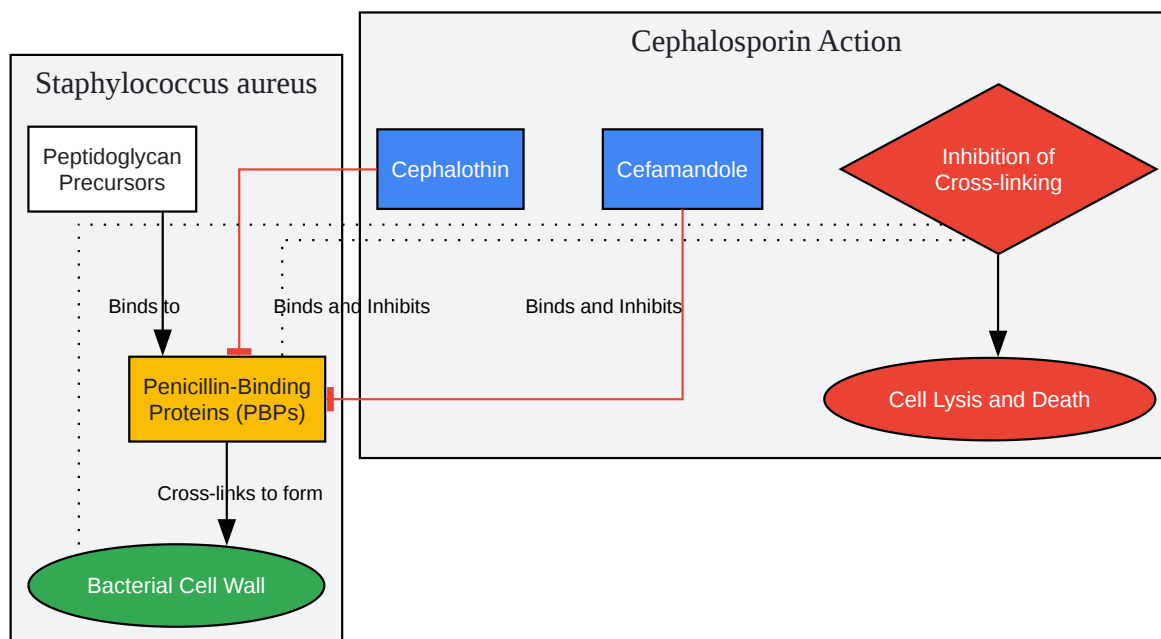 Cephalosporin Action
Staphylococcus aureus
Peptidoglycan
Precursors
Cephalothin
Cefamandole
Inhibition of
Cross-linking
Binds to
Binds and Inhibits
Binds and Inhibits
Penicillin-Binding
Proteins (PBPs)
Cell Lysis and Death
Cross-links to form
Bacterial Cell Wall